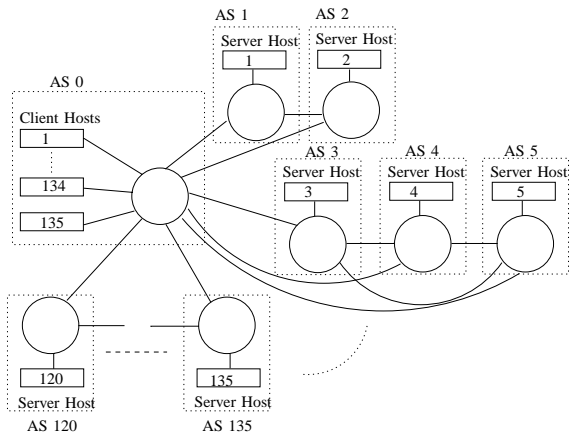 AS 1
AS 2
Server Host
1
Server Host
2
AS 0
Client Hosts
1
134
135
AS 3
Server Host
3
AS 4
Server Host
4
AS 5
Server Host
5
120
Server Host
AS 120
135
Server Host
AS 135